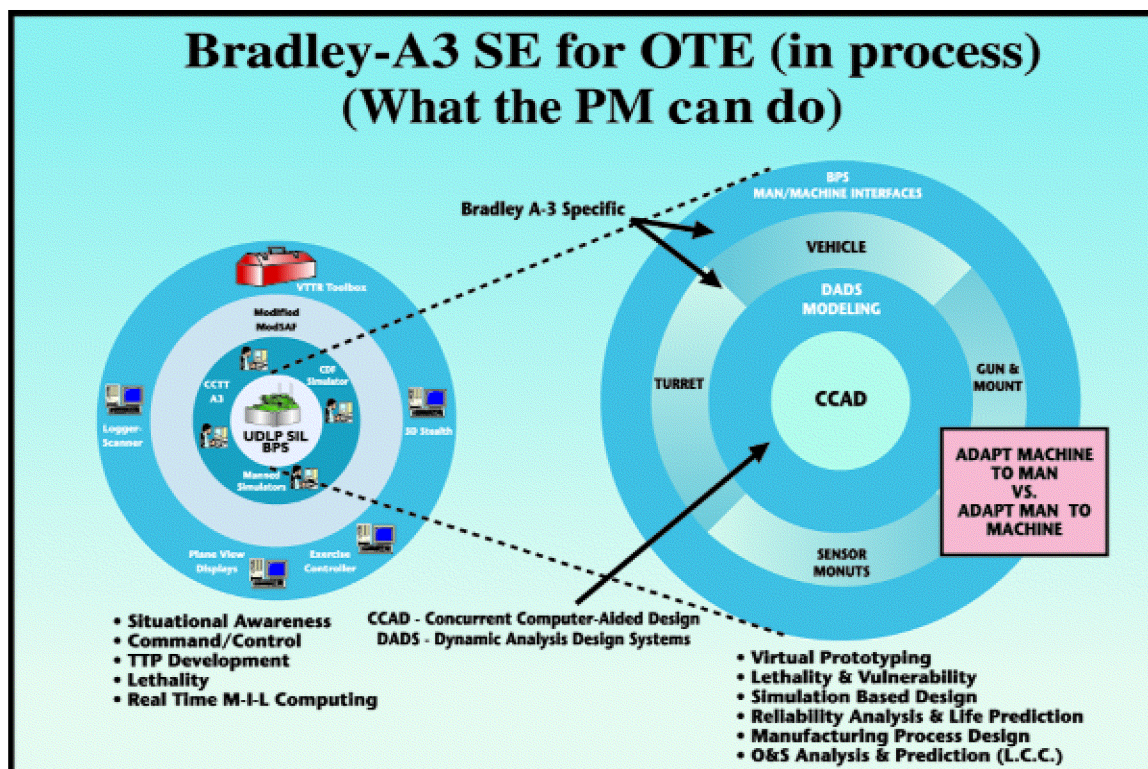 Bradley-A3 SE for OTE (in process)
(What the PM can do)
Bradley A-3 Specific
VTTR Toolbox
Modified
ModSAF
CCTT
A3
CDF
Simulator
UDLP SIL
BPS
Manned
Simulators
Logger-
Scanner
3D Stealth
Plane View
Displays
Exercise
Controller
• Situational Awareness
• Command/Control
• TTP Development
• Lethality
• Real Time M-I-L Computing
BPS
MAN/MACHINE INTERFACES
VEHICLE
DADS
MODELING
TURRET
CCAD
GUN &
MOUNT
SENSOR
MONUTS
ADAPT MACHINE
TO MAN
VS.
ADAPT MAN TO
MACHINE
CCAD - Concurrent Computer-Aided Design
DADS - Dynamic Analysis Design Systems
• Virtual Prototyping
• Lethality & Vulnerability
• Simulation Based Design
• Reliability Analysis & Life Prediction
• Manufacturing Process Design
• O&S Analysis & Prediction (L.C.C.)